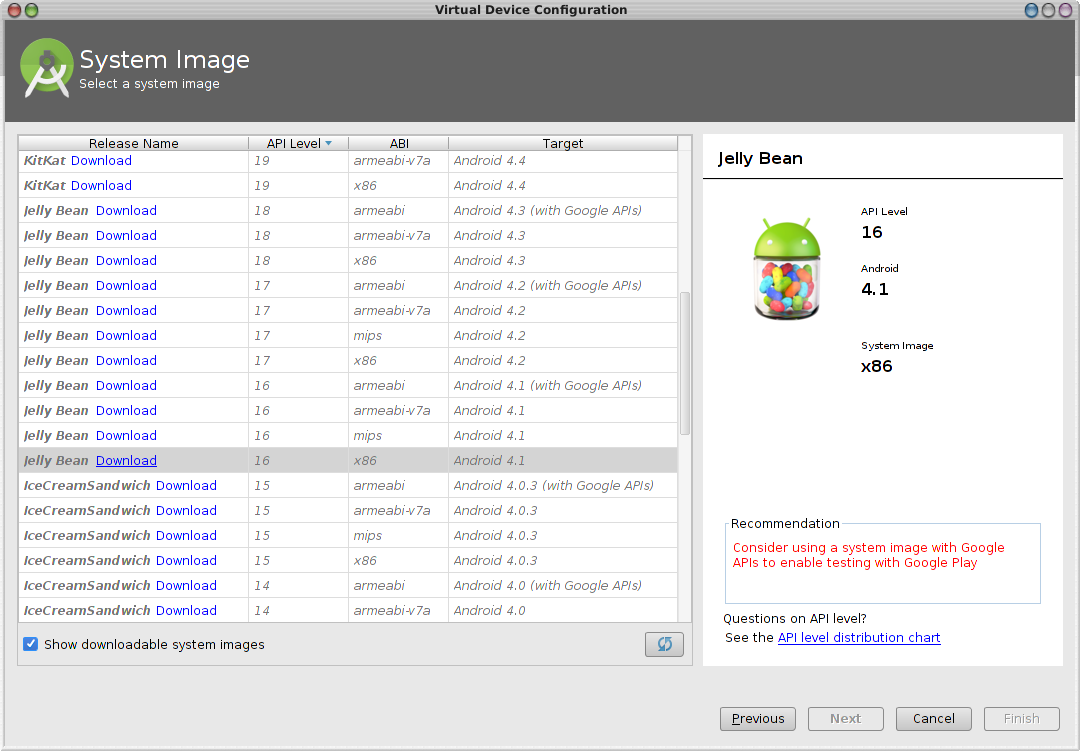 Virtual Device Configuration
System Image
Select a system image
Release Name API Level ABI Target
KitKat Download 19 armeabi-v7a Android 4.4
KitKat Download 19 x86 Android 4.4
Jelly Bean Download 18 armeabi Android 4.3 (with Google APIs)
Jelly Bean Download 18 armeabi-v7a Android 4.3
Jelly Bean Download 18 x86 Android 4.3
Jelly Bean Download 17 armeabi Android 4.2 (with Google APIs)
Jelly Bean Download 17 armeabi-v7a Android 4.2
Jelly Bean Download 17 mips Android 4.2
Jelly Bean Download 17 x86 Android 4.2
Jelly Bean Download 16 armeabi Android 4.1 (with Google APIs)
Jelly Bean Download 16 armeabi-v7a Android 4.1
Jelly Bean Download 16 mips Android 4.1
Jelly Bean Download 16 x86 Android 4.1
IceCreamSandwich Download 15 armeabi Android 4.0.3 (with Google APIs)
IceCreamSandwich Download 15 armeabi-v7a Android 4.0.3
IceCreamSandwich Download 15 mips Android 4.0.3
IceCreamSandwich Download 15 x86 Android 4.0.3
IceCreamSandwich Download 14 armeabi Android 4.0 (with Google APIs)
IceCreamSandwich Download 14 armeabi-v7a Android 4.0
Show downloadable system images
Jelly Bean
API Level
16
Android
4.1
System Image
x86
Recommendation
Consider using a system image with Google
APIs to enable testing with Google Play
Questions on API level?
See the API level distribution chart
Previous Next Cancel Finish